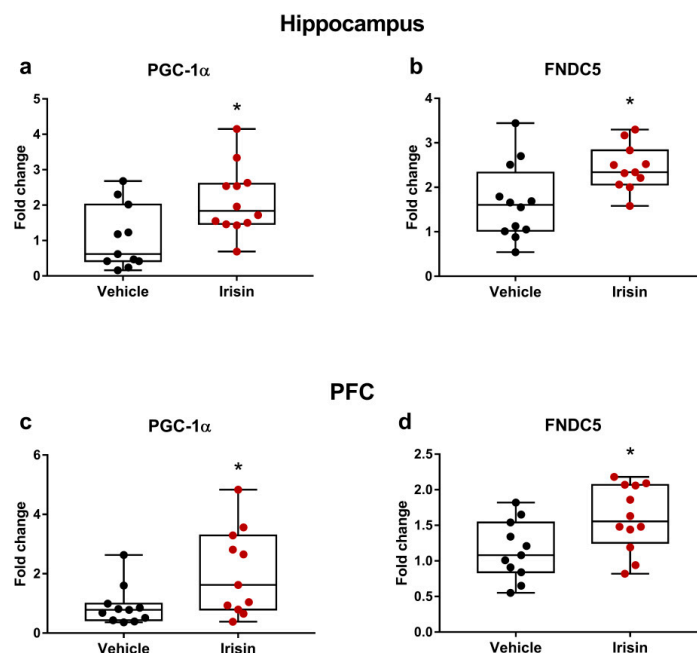 Hippocampus
a
PGC-1α
*
Fold change
5
4
3
2
1
0
Vehicle
Irisin
b
FNDC5
*
Fold change
4
3
2
1
0
Vehicle
Irisin
PFC
c
PGC-1α
*
Fold change
6
4
2
0
Vehicle
Irisin
d
FNDC5
*
Fold change
2.5
2.0
1.5
1.0
0.5
0.0
Vehicle
Irisin